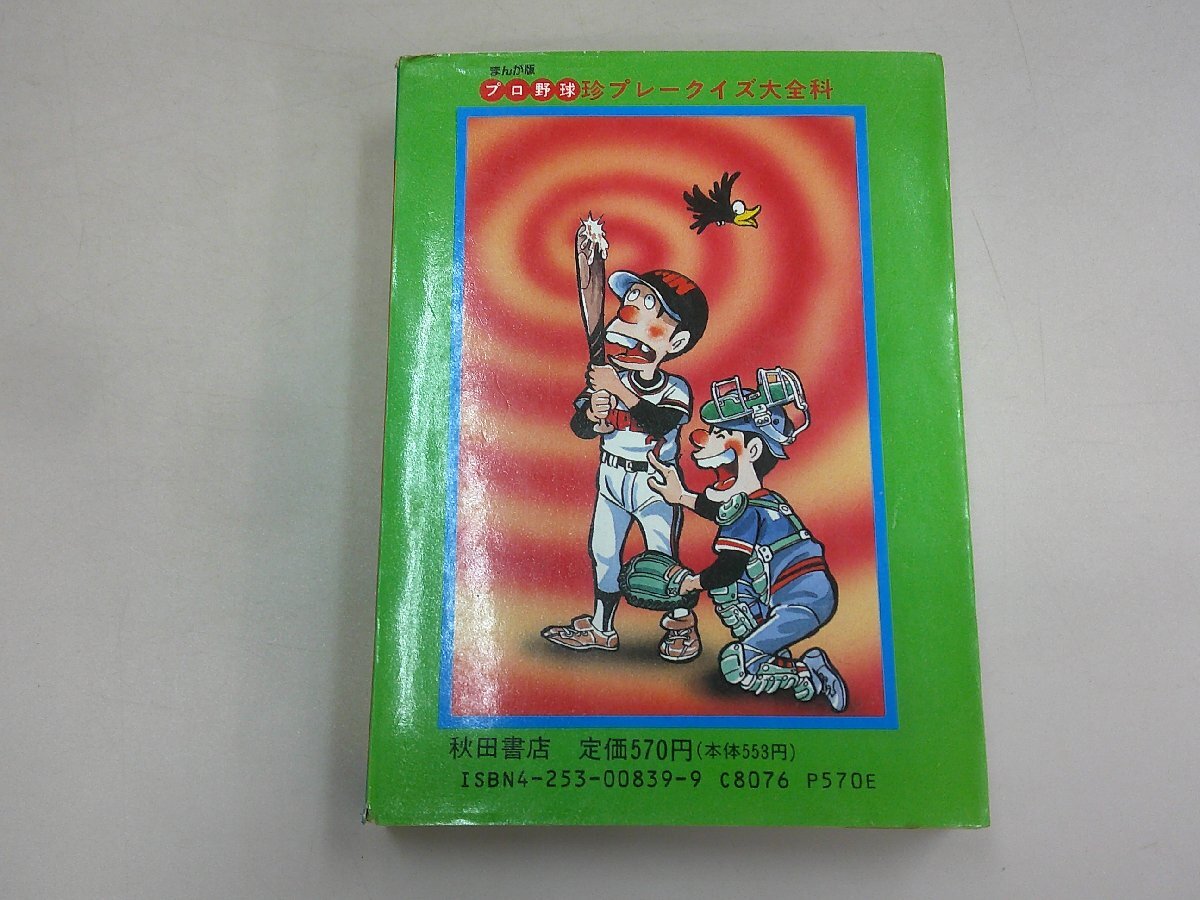 まんが版
プロ野球珍プレークイズ大全科
秋田書店 定価570円(本体553円)
ISBN4-253-00839-9 C8076 P570E